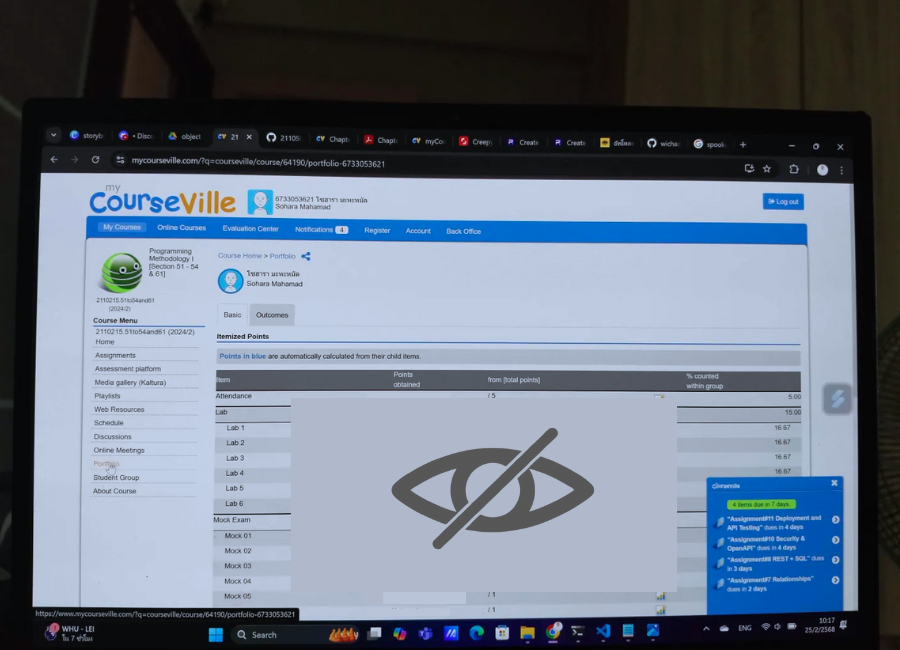 storyb
Disco
object
21
21105
Chapt
Chapt
myCo
Creep
Create
Create
wicha
spook
mycourseville.com/?q=courseville/course/64190/portfolio-6733053621
my
CourseVille
6733053621 โซฮารา มะหะหมัด
Sohara Mahamad
Log out
My Courses
Online Courses
Evaluation Center
Notifications 4
Register
Account
Back Office
Programming
Methodology I
[Section 51 - 54
& 61]
2110215.51to54and61
(2024/2)
Course Menu
2110215.51to54and61 (2024/2)
Home
Assignments
Assessment platform
Media gallery (Kaltura)
Playlists
Web Resources
Schedule
Discussions
Online Meetings
Portfolio
Student Group
About Course
Course Home > Portfolio
โซฮารา มะหะหมัด
Sohara Mahamad
Basic
Outcomes
Itemized Points
Points in blue are automatically calculated from their child items.
Item
Points
obtained
from [total points]
% counted
within group
Attendance
/ 5
5.00
Lab
15.00
Lab 1
16.67
Lab 2
16.67
Lab 3
16.67
Lab 4
16.67
Lab 5
Lab 6
Mock Exam
Mock 01
Mock 02
Mock 03
Mock 04
Mock 05
/ 1
/ 1
4 items due in 7 days.
"Assignment#11 Deployment and
API Testing" dues in 4 days
"Assignment#10 Security &
OpenAPI" dues in 4 days
"Assignment#8 REST + SQL" dues
in 3 days
"Assignment#7 Relationships"
dues in 2 days
https://www.mycourseville.com/?q=courseville/course/64190/portfolio-6733053621
WHU - LEI
ใน 7 ชั่วโมง
Search
ENG
10:17
25/2/2568